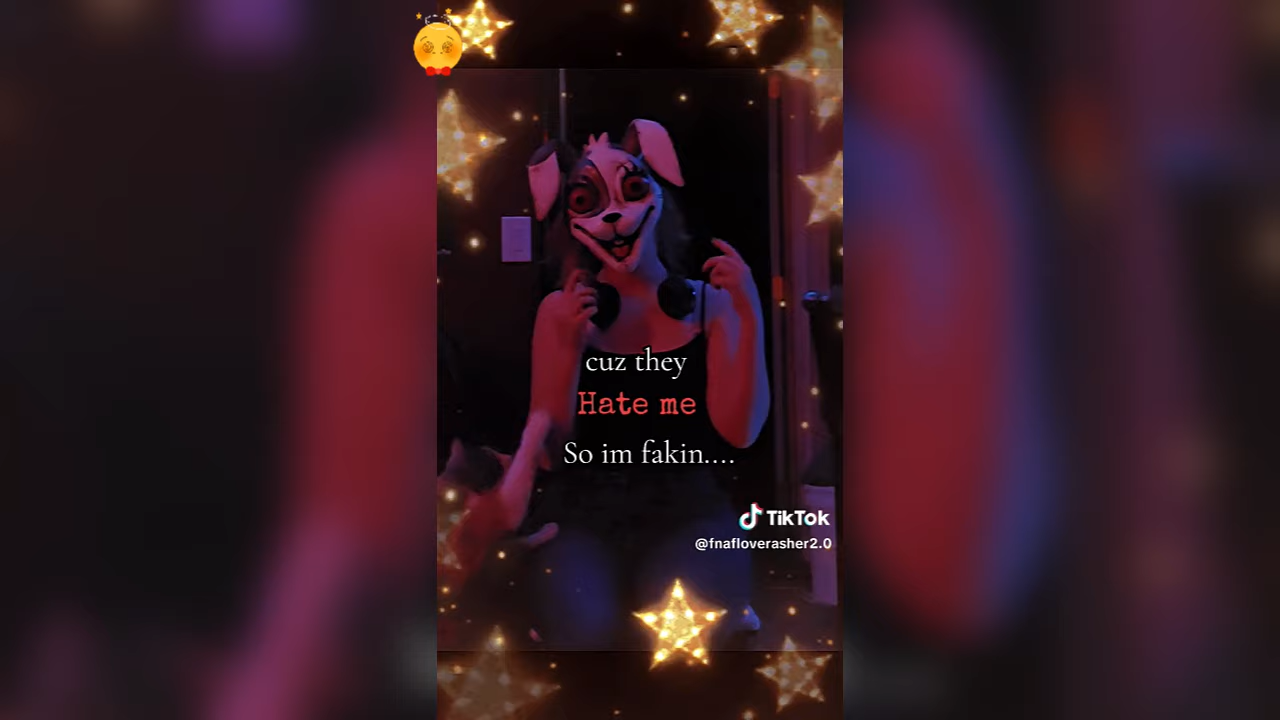 cuz they
Hate me
So im fakin....
TikTok
@fnafloverasher2.0